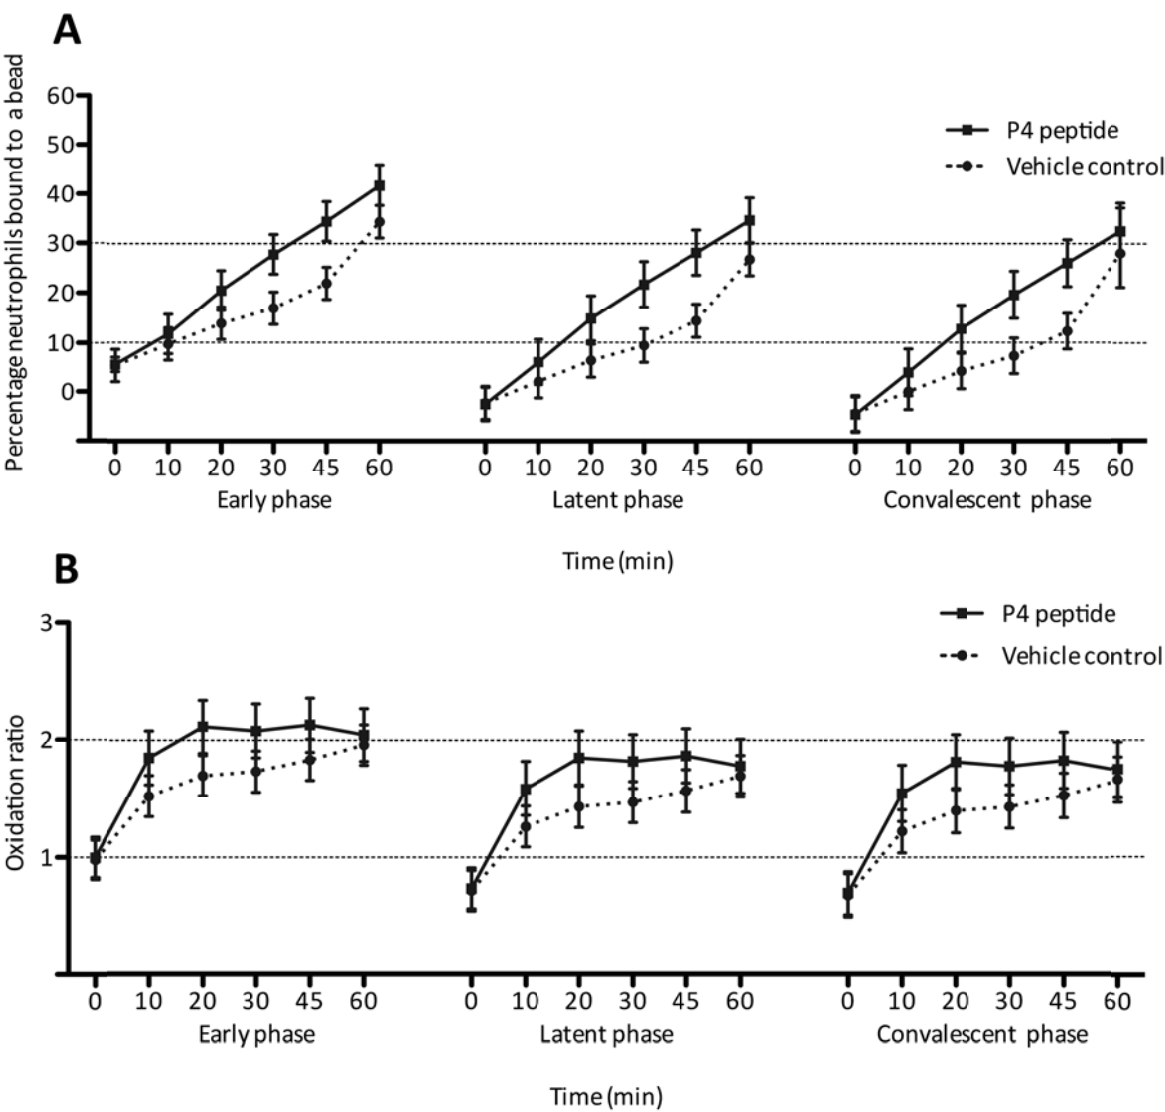 A
Percentage neutrophils bound to a bead
60
50
40
30
20
10
0
P4 peptide
Vehicle control
0 10 20 30 45 60 0 10 20 30 45 60 0 10 20 30 45 60
Early phase Latent phase Convalescent phase
Time (min)
B
Oxidation ratio
3
2
1
P4 peptide
Vehicle control
0 10 20 30 45 60 0 10 20 30 45 60 0 10 20 30 45 60
Early phase Latent phase Convalescent phase
Time (min)